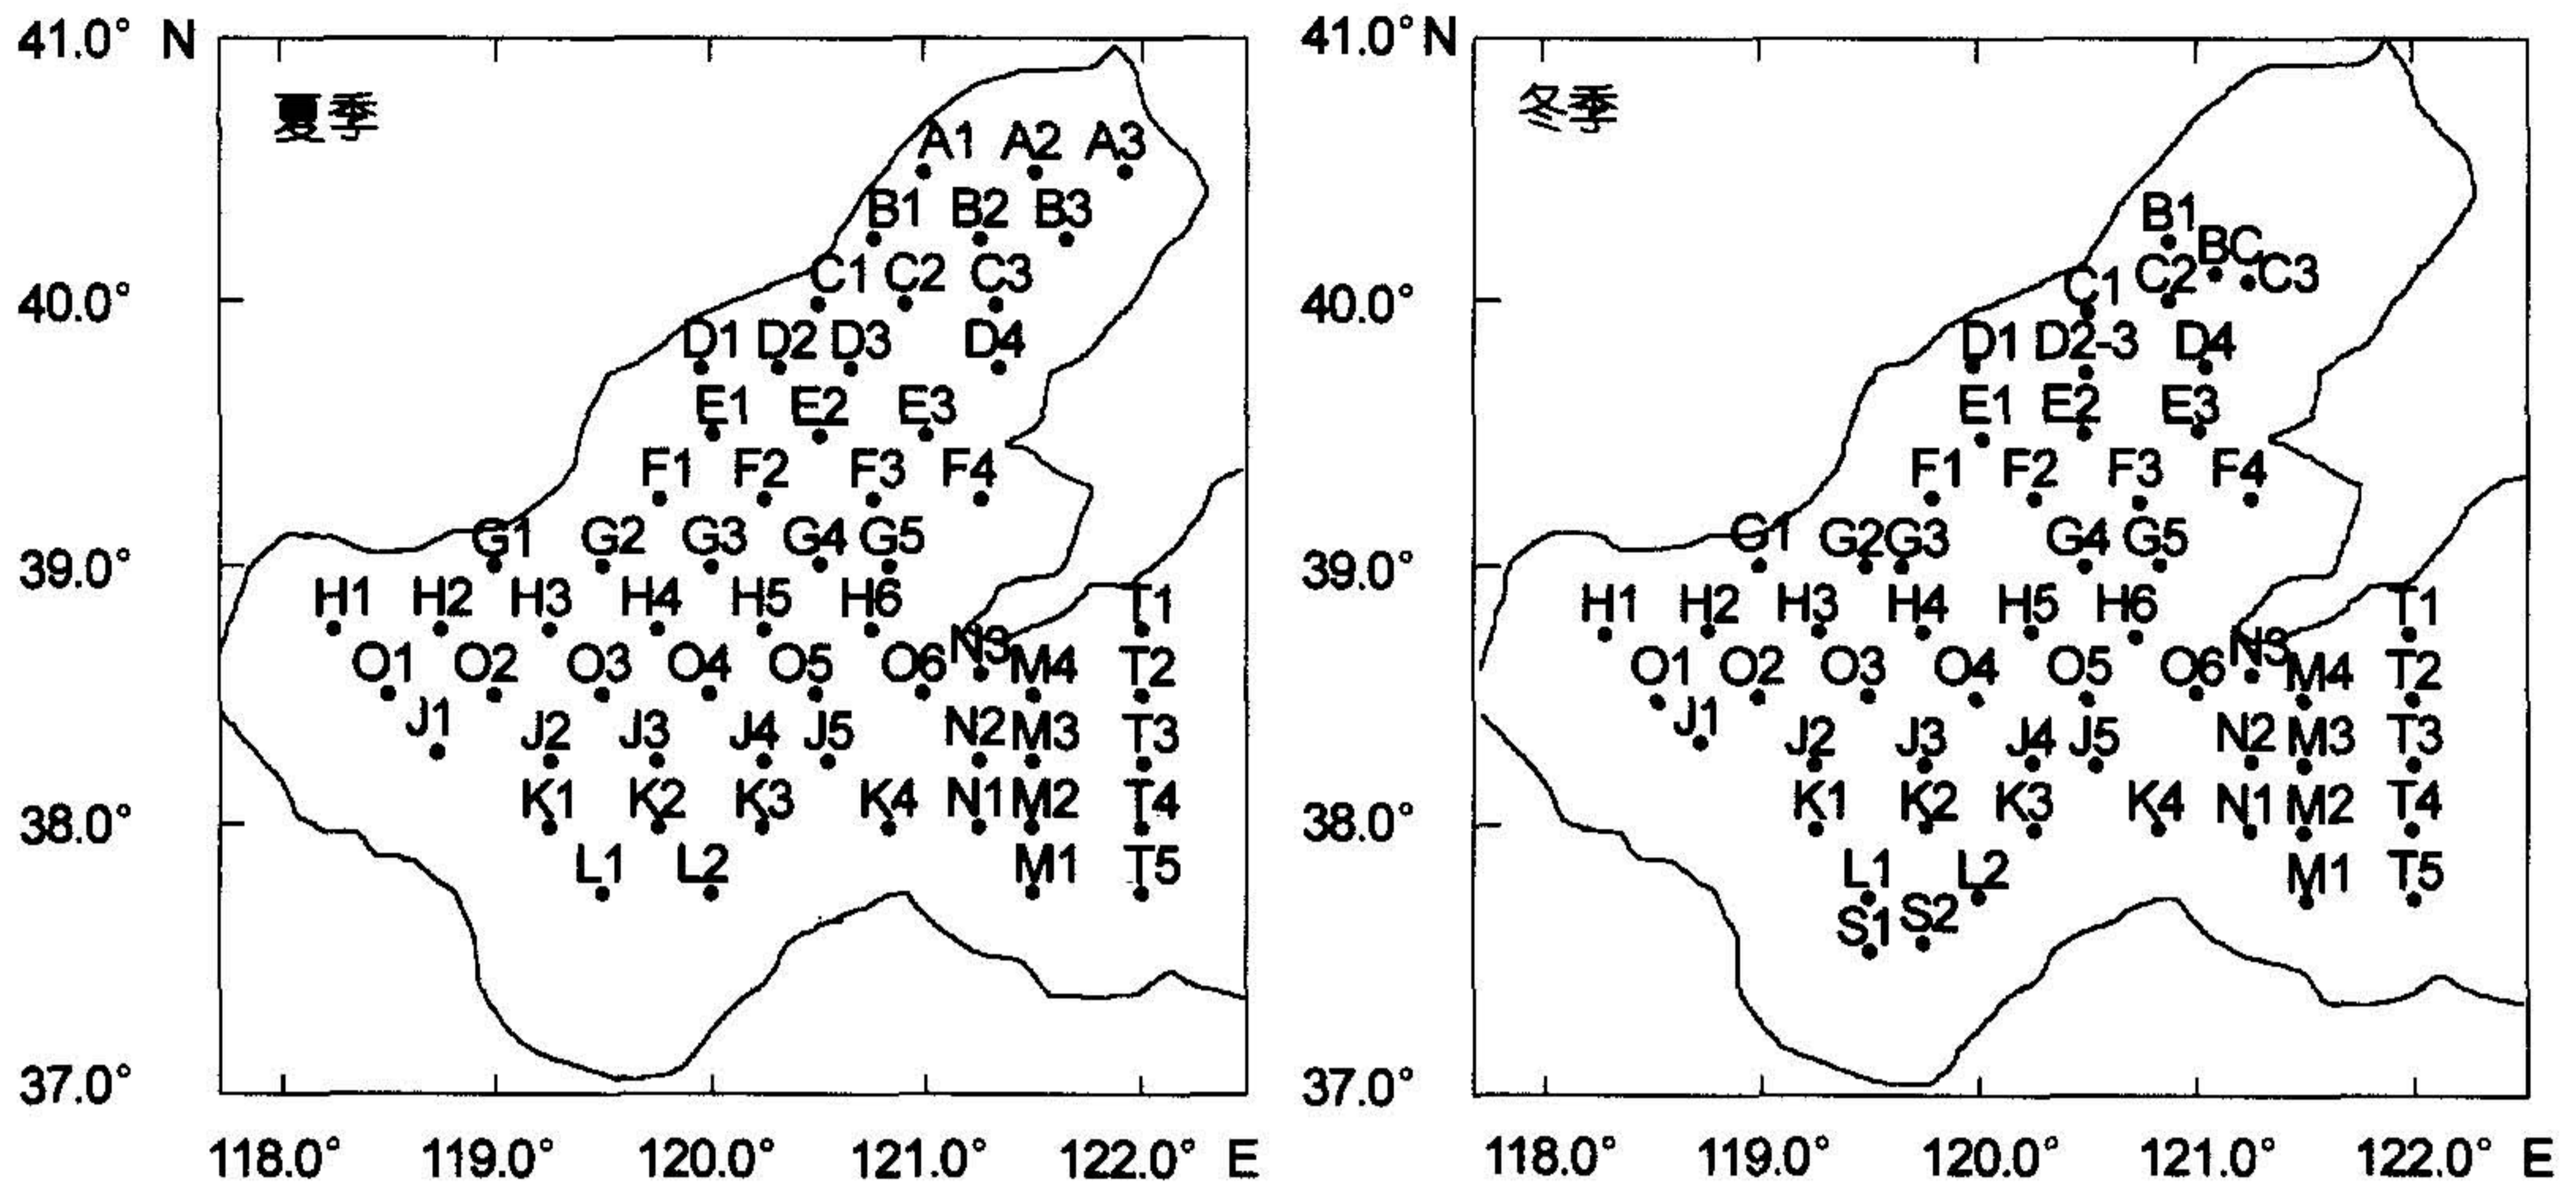 41.0° N
夏季
A1 A2 A3
B1 B2 B3
40.0°
C1 C2 C3
D1 D2 D3 D4
E1 E2 E3
F1 F2 F3 F4
39.0°
G1 G2 G3 G4 G5
H1 H2 H3 H4 H5 H6 T1
O1 O2 O3 O4 O5 O6 N3 M4 T2
J1 J2 J3 J4 J5 N2 M3 T3
38.0°
K1 K2 K3 K4 N1 M2 T4
L1 L2 M1 T5
37.0°
118.0° 119.0° 120.0° 121.0° 122.0° E
41.0° N
冬季
B1
BC
40.0°
C1 C2 C3
D1 D2-3 D4
E1 E2 E3
F1 F2 F3 F4
39.0°
G1 G2 G3 G4 G5
H1 H2 H3 H4 H5 H6 T1
O1 O2 O3 O4 O5 O6 N3 M4 T2
J1 J2 J3 J4 J5 N2 M3 T3
38.0°
K1 K2 K3 K4 N1 M2 T4
L1 L2 M1 T5
S1 S2
37.0°
118.0° 119.0° 120.0° 121.0° 122.0° E